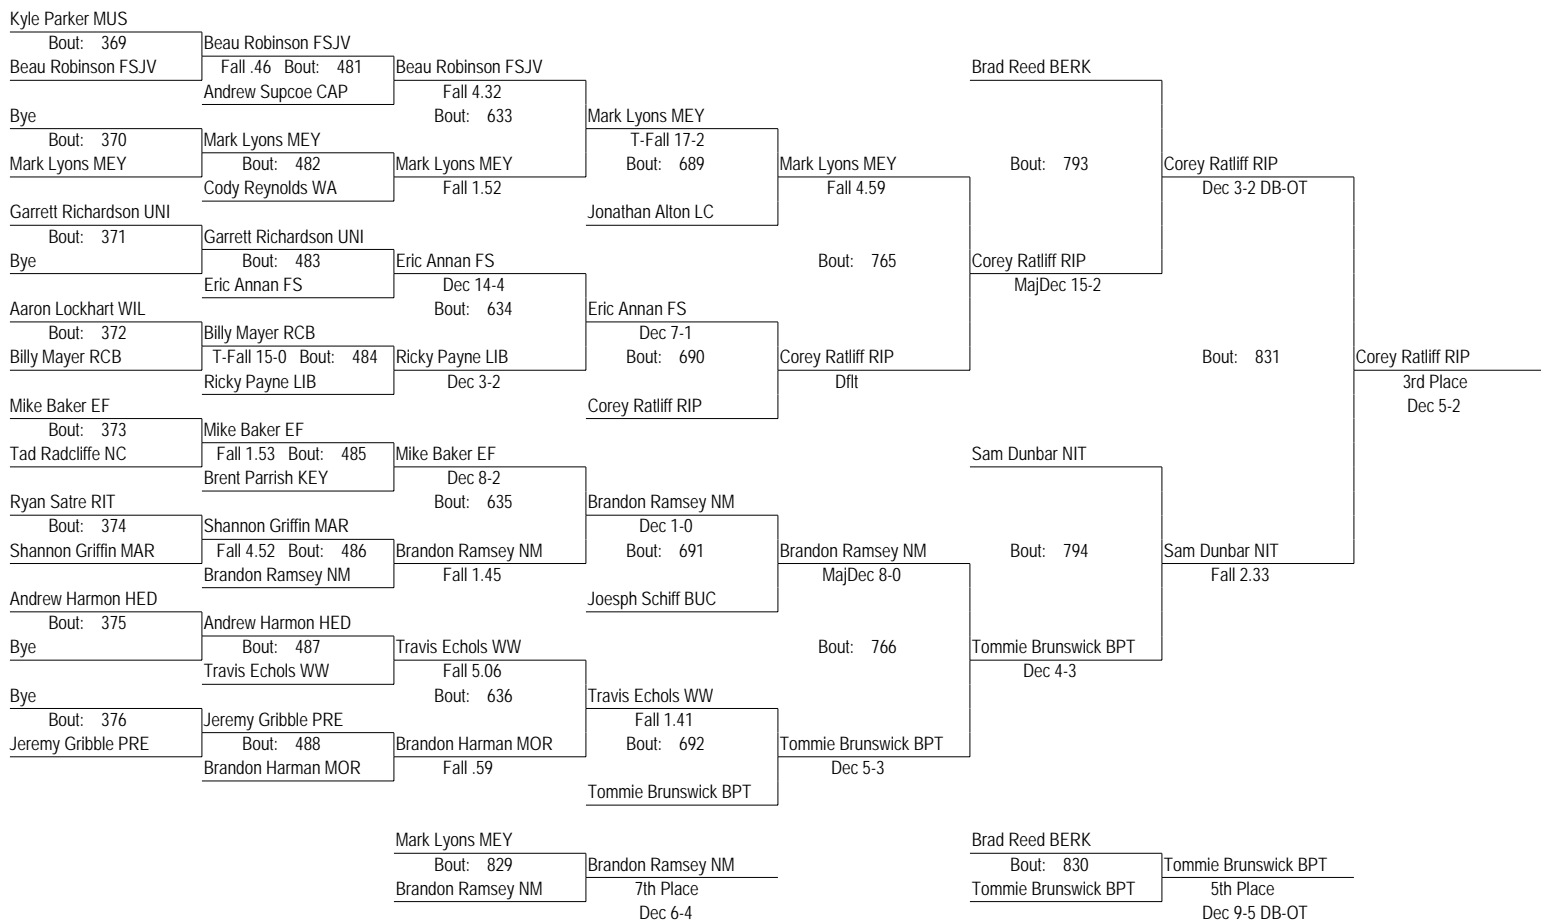 Kyle Parker MUS
Bout: 369
Beau Robinson FSJV
Bye
Bout: 370
Mark Lyons MEY
Garrett Richardson UNI
Bout: 371
Bye
Aaron Lockhart WIL
Bout: 372
Billy Mayer RCB
Mike Baker EF
Bout: 373
Tad Radcliffe NC
Ryan Satre RIT
Bout: 374
Shannon Griffin MAR
Andrew Harmon HED
Bout: 375
Bye
Bye
Bout: 376
Jeremy Gribble PRE
Beau Robinson FSJV
Fall .46 Bout: 481
Andrew Supcoe CAP
Mark Lyons MEY
Bout: 482
Cody Reynolds WA
Garrett Richardson UNI
Bout: 483
Eric Annan FS
Billy Mayer RCB
T-Fall 15-0 Bout: 484
Ricky Payne LIB
Mike Baker EF
Fall 1.53 Bout: 485
Brent Parrish KEY
Shannon Griffin MAR
Fall 4.52 Bout: 486
Brandon Ramsey NM
Andrew Harmon HED
Bout: 487
Travis Echols WW
Jeremy Gribble PRE
Bout: 488
Brandon Harman MOR
Beau Robinson FSJV
Fall 4.32
Bout: 633
Mark Lyons MEY
Fall 1.52
Eric Annan FS
Dec 14-4
Bout: 634
Ricky Payne LIB
Dec 3-2
Mike Baker EF
Dec 8-2
Bout: 635
Brandon Ramsey NM
Fall 1.45
Travis Echols WW
Fall 5.06
Bout: 636
Brandon Harman MOR
Fall .59
Mark Lyons MEY
T-Fall 17-2
Bout: 689
Jonathan Alton LC
Eric Annan FS
Dec 7-1
Bout: 690
Corey Ratliff RIP
Brandon Ramsey NM
Dec 1-0
Bout: 691
Joesph Schiff BUC
Travis Echols WW
Fall 1.41
Bout: 692
Tommie Brunswick BPT
Mark Lyons MEY
Fall 4.59
Bout: 765
Corey Ratliff RIP
Dflt
Brandon Ramsey NM
MajDec 8-0
Bout: 766
Tommie Brunswick BPT
Dec 5-3
Brad Reed BERK
Bout: 793
Corey Ratliff RIP
MajDec 15-2
Sam Dunbar NIT
Bout: 794
Tommie Brunswick BPT
Dec 4-3
Corey Ratliff RIP
Dec 3-2 DB-OT
Bout: 831
Sam Dunbar NIT
Fall 2.33
Corey Ratliff RIP
3rd Place
Dec 5-2
Mark Lyons MEY
Bout: 829
Brandon Ramsey NM
Brandon Ramsey NM
7th Place
Dec 6-4
Brad Reed BERK
Bout: 830
Tommie Brunswick BPT
Tommie Brunswick BPT
5th Place
Dec 9-5 DB-OT